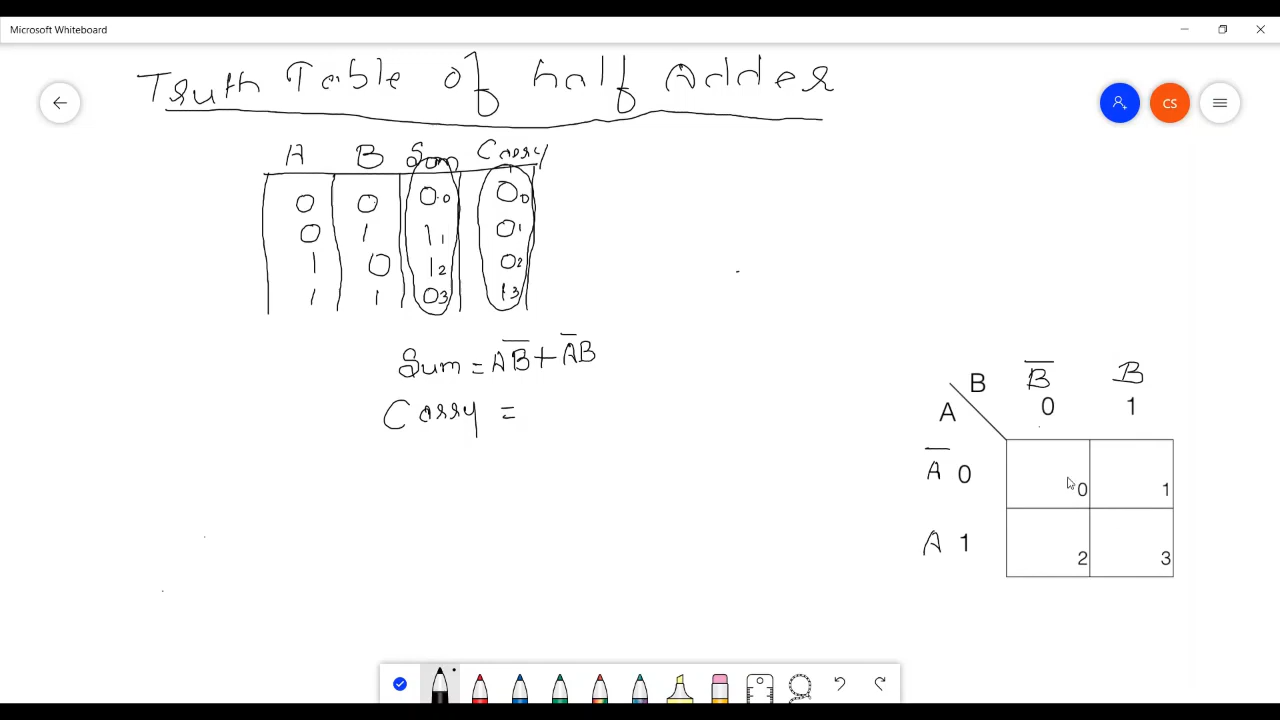 Microsoft Whiteboard
Truth Table Of half Adder
CS
A B Sum Carry
0 0 0 0 0 0
0 1 1 1 0 1
1 0 1 2 0 2
1 1 0 3 1 3
Sum = AB̅ + A̅B
Carry =
B B̅ B
A 0 1
A̅ 0 0 1
A 1 2 3